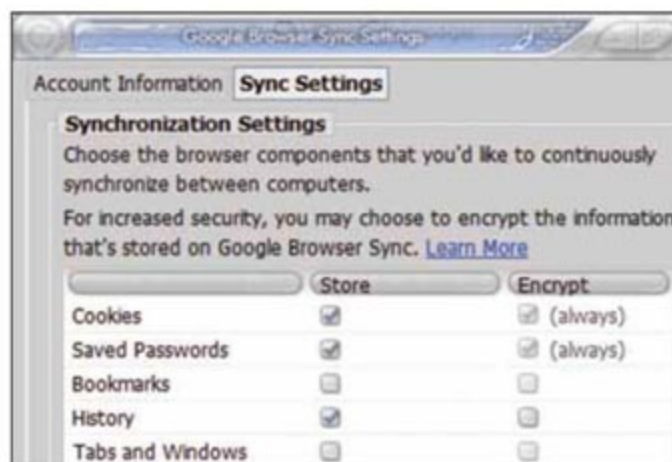 Google Browser Sync Settings
Account Information Sync Settings
Synchronization Settings
Choose the browser components that you'd like to continuously
synchronize between computers.
For increased security, you may choose to encrypt the information
that's stored on Google Browser Sync. Learn More
Store Encrypt
Cookies (always)
Saved Passwords (always)
Bookmarks
History
Tabs and Windows